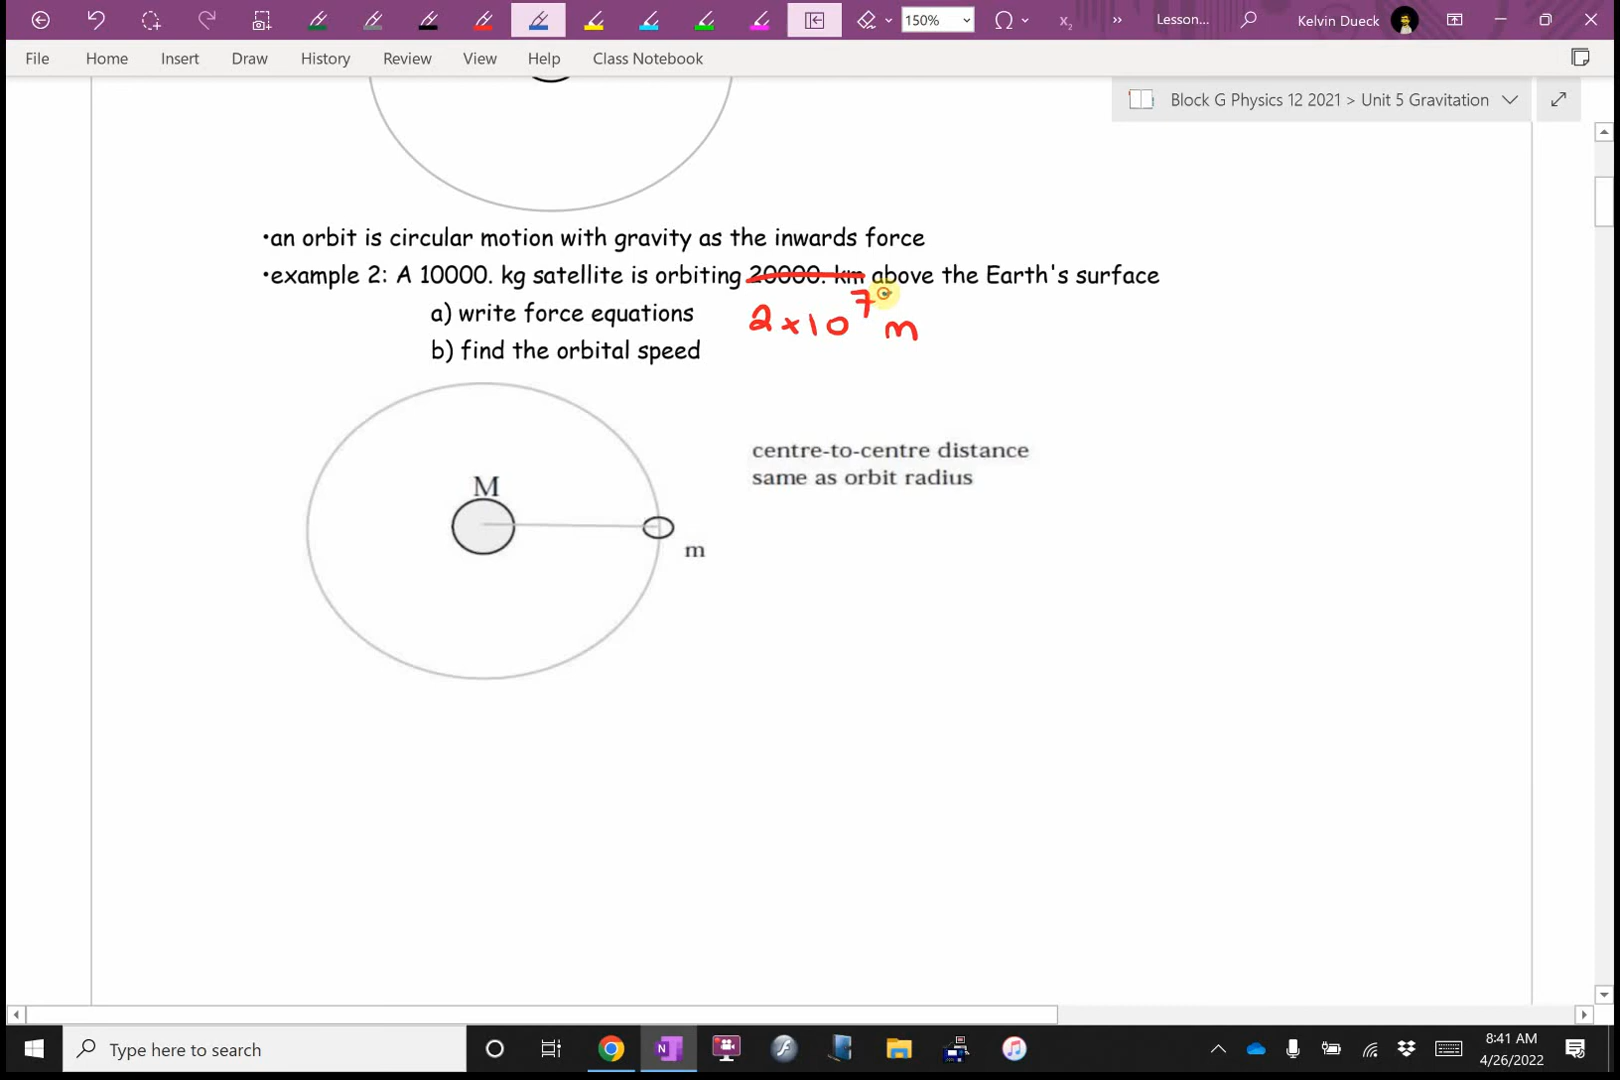 150%
x₂
Lesson...
Kelvin Dueck
File Home Insert Draw History Review View Help Class Notebook
Block G Physics 12 2021 > Unit 5 Gravitation
•an orbit is circular motion with gravity as the inwards force
•example 2: A 10000. kg satellite is orbiting 20000. km above the Earth's surface
a) write force equations
2 x 10⁷ m
b) find the orbital speed
M
m
centre-to-centre distance
same as orbit radius
Type here to search
8:41 AM
4/26/2022